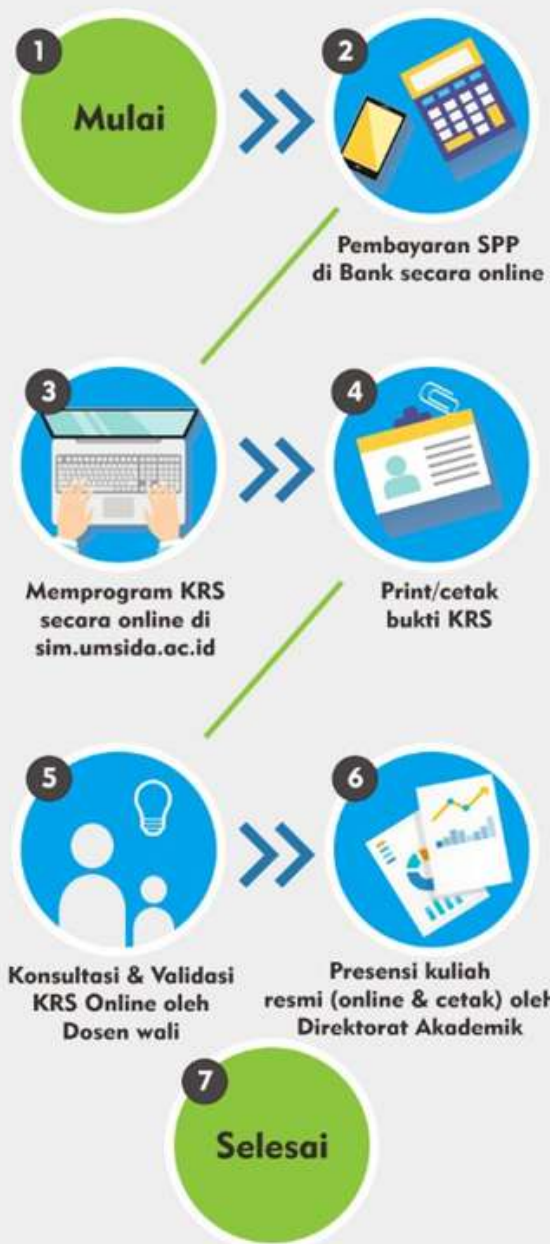 1
Mulai
2
Pembayaran SPP
di Bank secara online
3
Memprogram KRS
secara online di
sim.umsida.ac.id
4
Print/cetak
bukti KRS
5
Konsultasi & Validasi
KRS Online oleh
Dosen wali
6
Presensi kuliah
resmi (online & cetak) oleh
Direktorat Akademik
7
Selesai